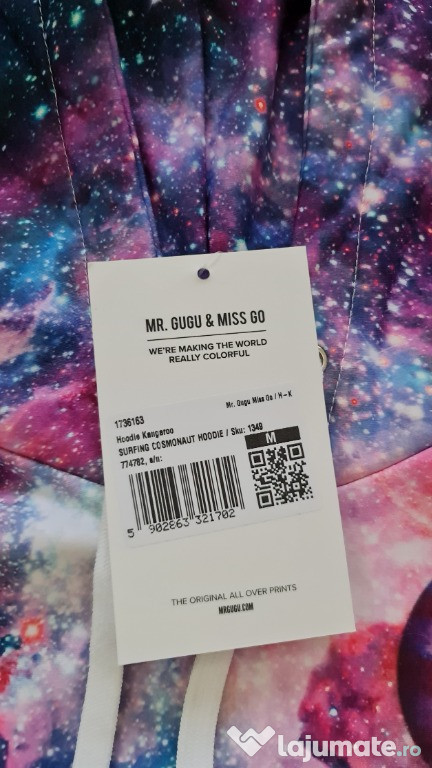 MR. GUGU & MISS GO
WE'RE MAKING THE WORLD
REALLY COLORFUL
1736163
Mr. Gugu Miss Go / H-K
Hoodie Kangaroo
SURFING COSMONAUT HOODIE / Sku: 1349
774782, s/n:
M
5 902863 321702
THE ORIGINAL ALL OVER PRINTS
MRGUGU.COM
lajumate.ro